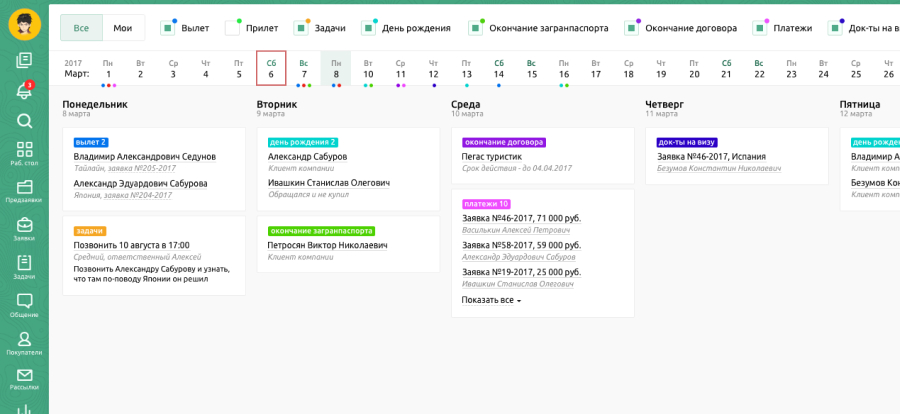 Все Мои Вылет Прилет Задачи День рождения Окончание загранпаспорта Окончание договора Платежи Док-ты на в
2017 Пн Вт Ср Чт Пт Сб Вс Пн Вт Ср Чт Пт Сб Вс Пн Вт Ср Чт Пт Сб Вс Пн Вт Ср Чт
Март: 1 2 3 4 5 6 7 8 10 11 12 13 14 15 16 17 18 19 20 21 22 23 24 25 26
3
Раб. стол
Предзаявки
Заявки
Задачи
Общение
Покупатели
Рассылки
Понедельник
8 марта
вылет 2
Владимир Александрович Седунов
Тайлайн, заявка №205-2017
Александр Эдуардович Сабурова
Япония, заявка №204-2017
задачи
Позвонить 10 августа в 17:00
Средний, ответственный Алексей
Позвонить Александру Сабурову и узнать,
что там по-поводу Японии он решил
Вторник
9 марта
день рождения 2
Александр Сабуров
Клиент компании
Ивашкин Станислав Олегович
Обращался и не купил
окончание загранпаспорта
Петросян Виктор Николаевич
Клиент компании
Среда
10 марта
окончание договора
Пегас туристик
Срок действия - до 04.04.2017
платежи 10
Заявка №46-2017, 71 000 руб.
Василькин Алексей Петрович
Заявка №58-2017, 59 000 руб.
Александр Эдуардович Сабуров
Заявка №19-2017, 25 000 руб.
Ивашкин Станислав Олегович
Показать все
Четверг
11 марта
док-ты на визу
Заявка №46-2017, Испания
Безумов Константин Николаевич
Пятница
12 марта
день рожден
Владимир А
Клиент комп
Безумов Кон
Клиент комп